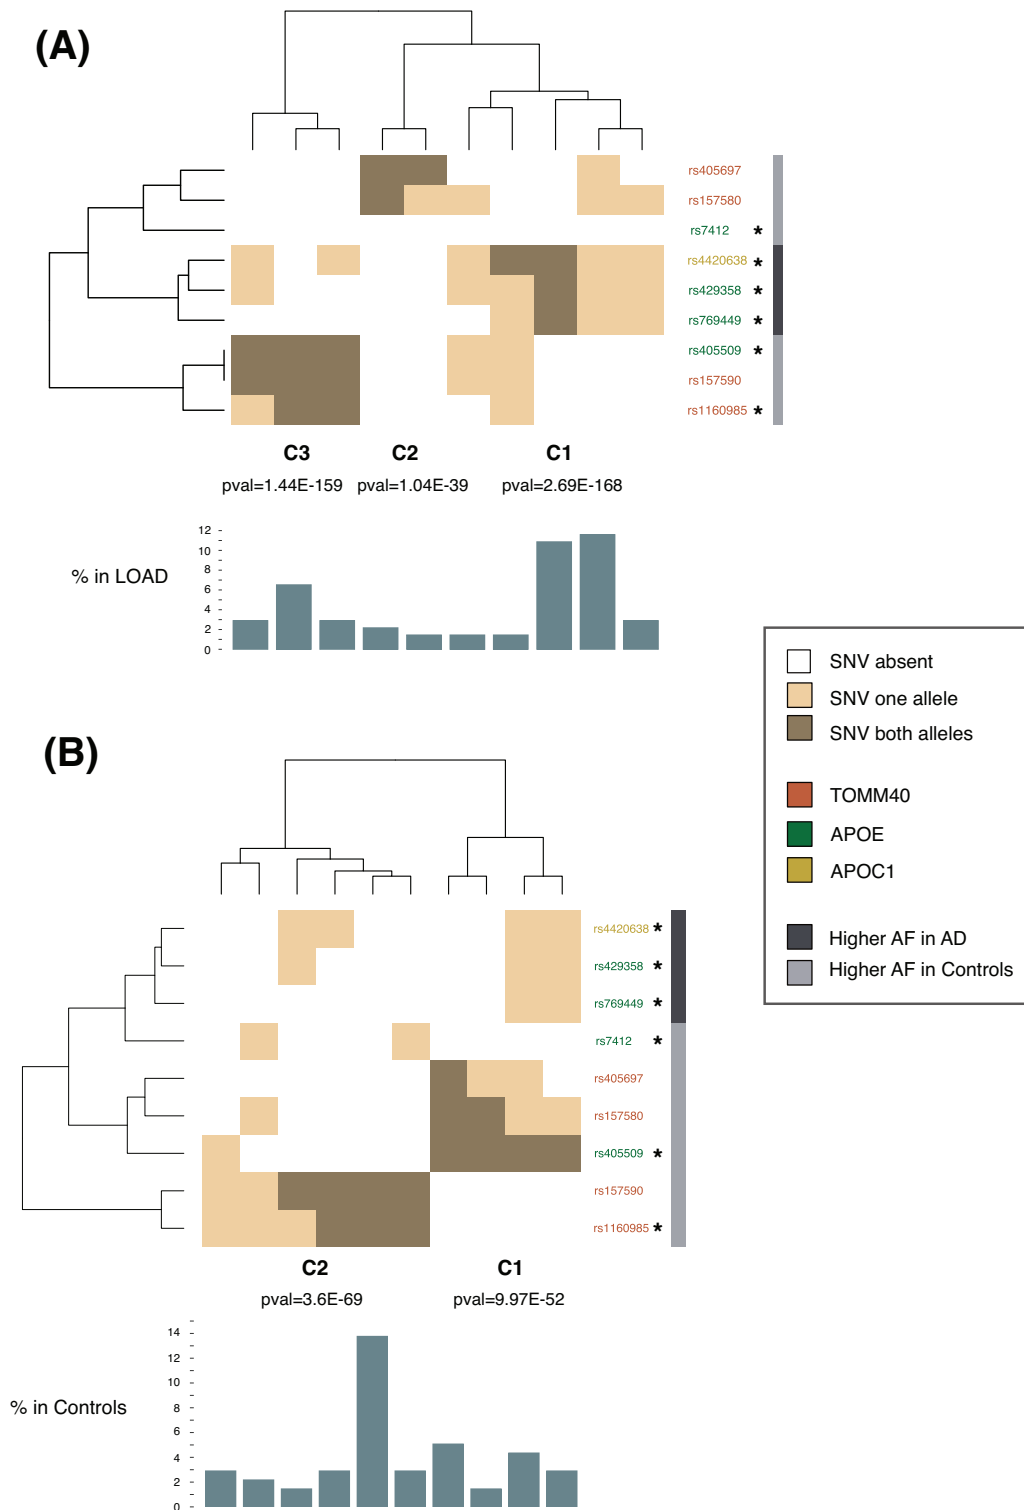 (A)
rs405697
rs157580
rs7412 *
rs4420638 *
rs429358 *
rs769449 *
rs405509 *
rs157590
rs1160985 *
C3 C2 C1
pval=1.44E-159 pval=1.04E-39 pval=2.69E-168
% in LOAD
12
10
8
6
4
2
0
SNV absent
SNV one allele
SNV both alleles
TOMM40
APOE
APOC1
Higher AF in AD
Higher AF in Controls
(B)
rs4420638 *
rs429358 *
rs769449 *
rs7412 *
rs405697
rs157580
rs405509 *
rs157590
rs1160985 *
C2 C1
pval=3.6E-69 pval=9.97E-52
% in Controls
14
12
10
8
6
4
2
0